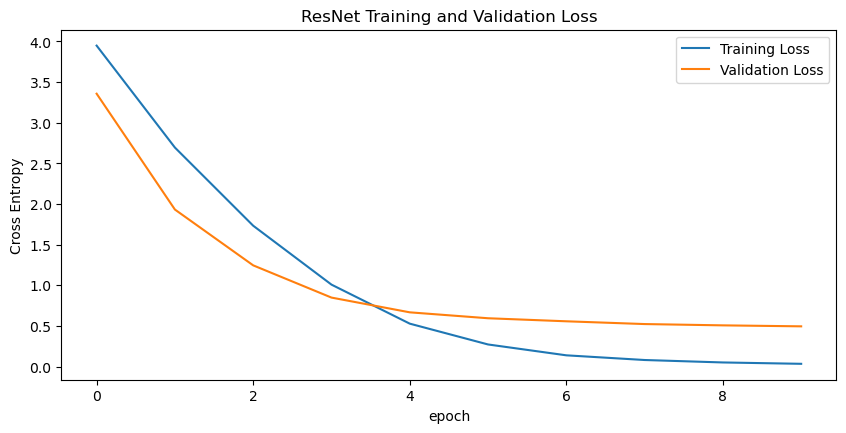 ResNet Training and Validation Loss
Training Loss
Validation Loss
Cross Entropy
4.0
3.5
3.0
2.5
2.0
1.5
1.0
0.5
0.0
0 2 4 6 8
epoch